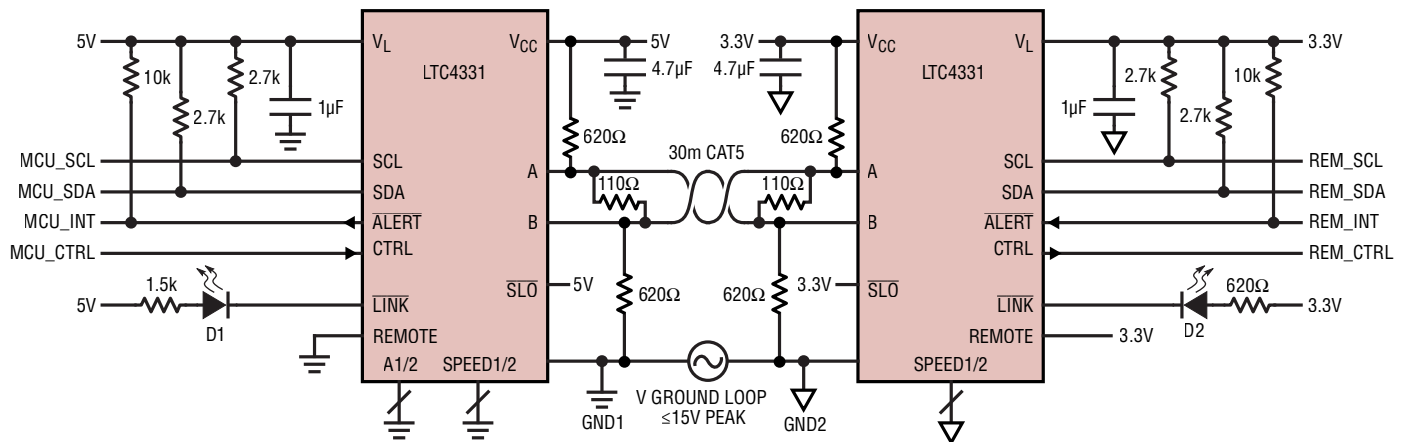 5V
VL
10k
2.7k
2.7k
1µF
MCU_SCL
MCU_SDA
MCU_INT
MCU_CTRL
5V
1.5k
D1
LTC4331
SCL
SDA
ALERT
CTRL
LINK
REMOTE
A1/2
SPEED1/2
VCC
A
B
SLO
5V
4.7µF
620Ω
110Ω
5V
620Ω
GND1
30m CAT5
V GROUND LOOP
≤15V PEAK
3.3V
4.7µF
620Ω
110Ω
3.3V
620Ω
GND2
VCC
A
B
SLO
LTC4331
VL
SCL
SDA
ALERT
CTRL
LINK
REMOTE
SPEED1/2
3.3V
1µF
2.7k
2.7k
10k
REM_SCL
REM_SDA
REM_INT
REM_CTRL
D2
620Ω
3.3V
3.3V